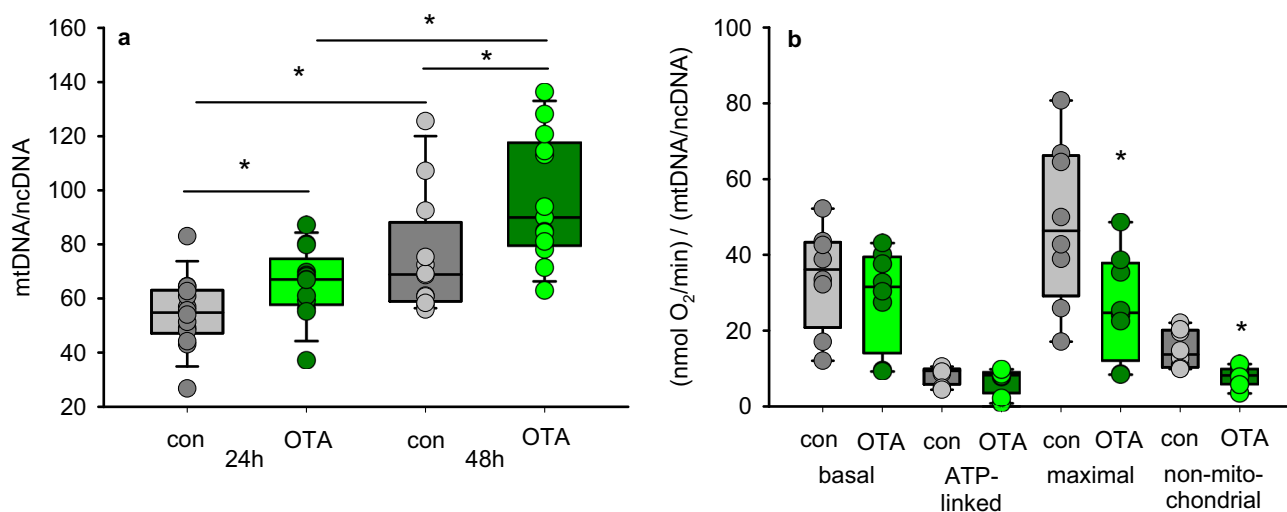 a
*
*
*
*
mtDNA/ncDNA
160
140
120
100
80
60
40
20
con
OTA
con
OTA
24h
48h
b
*
*
(nmol O2/min) / (mtDNA/ncDNA)
100
80
60
40
20
0
con
OTA
con
OTA
con
OTA
con
OTA
basal
ATP-
linked
maximal
non-mito-
chondrial